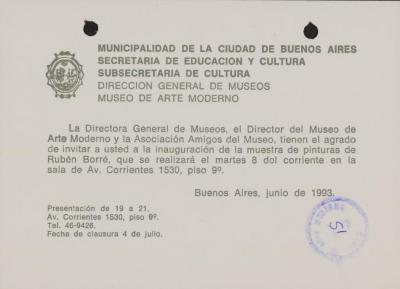 MUNICIPALIDAD DE LA CIUDAD DE BUENOS AIRES
SECRETARIA DE EDUCACION Y CULTURA
SUBSECRETARIA DE CULTURA
DIRECCION GENERAL DE MUSEOS
MUSEO DE ARTE MODERNO
La Directora General de Museos, el Director del Museo de
Arte Moderno y la Asociación Amigos del Museo, tienen el agrado
de invitar a usted a la inauguración de la muestra de pinturas de
Rubén Borré, que se realizará el martes 8 dol corriente en la
sala de Av. Corrientes 1530, piso 9º.
Buenos Aires, junio de 1993.
Presentación de 19 a 21.
Av. Corrientes 1530, piso 9º.
Tel. 46-9426.
Fecha de clausura 4 de julio.
51